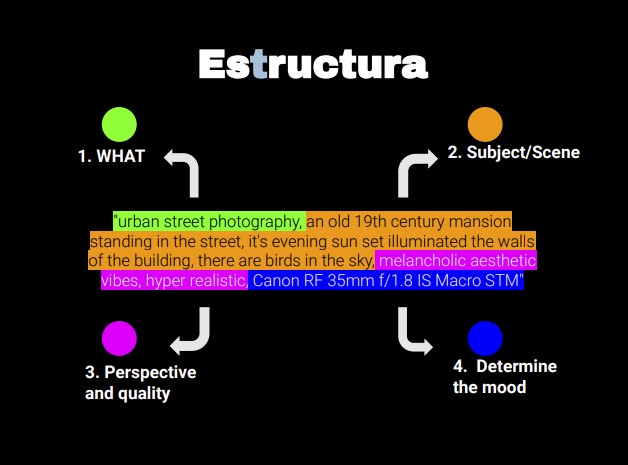 Estructura
1. WHAT
2. Subject/Scene
"urban street photography, an old 19th century mansion
standing in the street, it's evening sun set illuminated the walls
of the building, there are birds in the sky, melancholic aesthetic
vibes, hyper realistic, Canon RF 35mm f/1.8 IS Macro STM"
3. Perspective
and quality
4. Determine
the mood